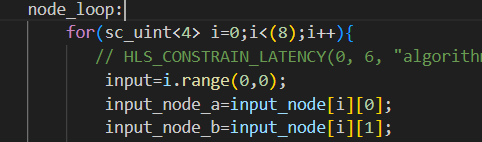 node_loop:
for(sc_uint<4> i=0;i<(8);i++){
// HLS_CONSTRAIN_LATENCY(0, 6, "algorithm
input=i.range(0,0);
input_node_a=input_node[i][0];
input_node_b=input_node[i][1];